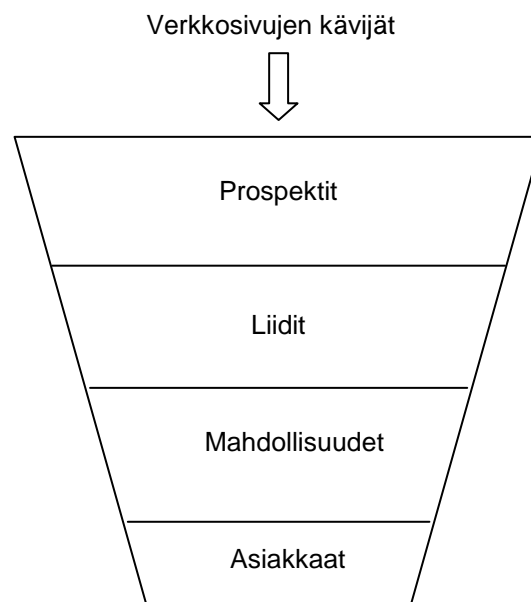 Verkkosivujen kävijät
Prospektit
Liidit
Mahdollisuudet
Asiakkaat